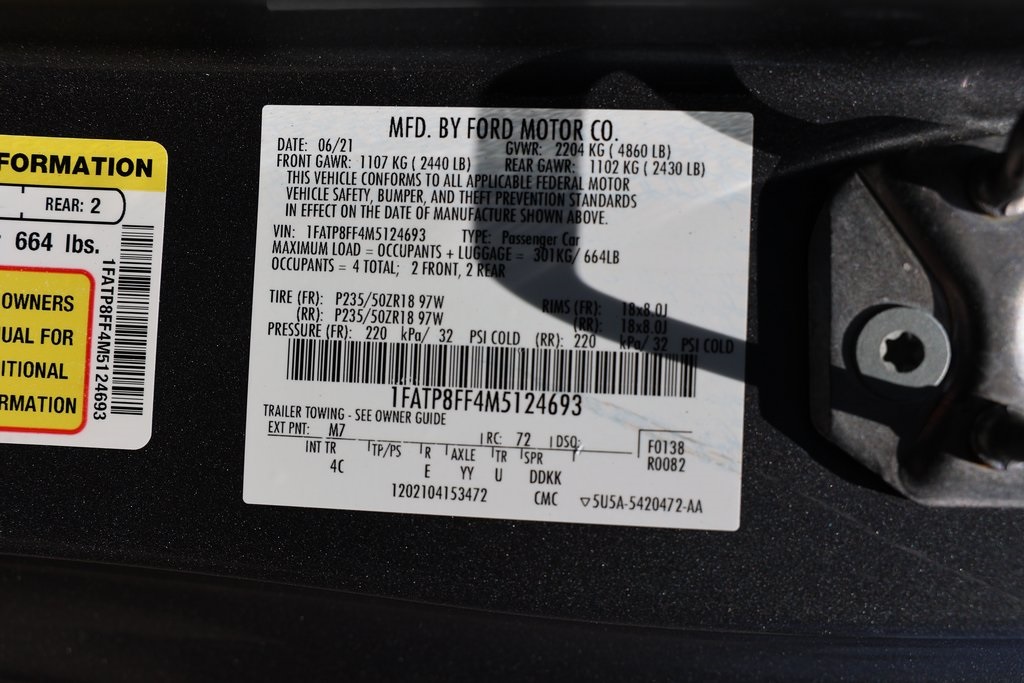 FORMATION
REAR: 2
664 lbs.
OWNERS
UAL FOR
ITIONAL
RMATION
1FATP8FF4M5124693
MFD. BY FORD MOTOR CO.
DATE: 06/21 GVWR: 2204 KG ( 4860 LB)
FRONT GAWR: 1107 KG ( 2440 LB) REAR GAWR: 1102 KG ( 2430 LB)
THIS VEHICLE CONFORMS TO ALL APPLICABLE FEDERAL MOTOR
VEHICLE SAFETY, BUMPER, AND THEFT PREVENTION STANDARDS
IN EFFECT ON THE DATE OF MANUFACTURE SHOWN ABOVE.
VIN: 1FATP8FF4M5124693 TYPE: Passenger Car
MAXIMUM LOAD = OCCUPANTS + LUGGAGE = 301KG/ 664LB
OCCUPANTS = 4 TOTAL; 2 FRONT, 2 REAR
TIRE (FR): P235/50ZR18 97W RIMS (FR): 18x8.0J
(RR): P235/50ZR18 97W (RR): 18x8.0J
PRESSURE (FR): 220 kPa/ 32 PSI COLD (RR): 220 kPa/ 32 PSI COLD
1FATP8FF4M5124693
TRAILER TOWING - SEE OWNER GUIDE
EXT PNT: M7 RC: 72 DSO: F0138
INT TR TP/PS R AXLE TR SPR R0082
4C E YY U DDKK
1202104153472 CMC ▽5U5A-5420472-AA